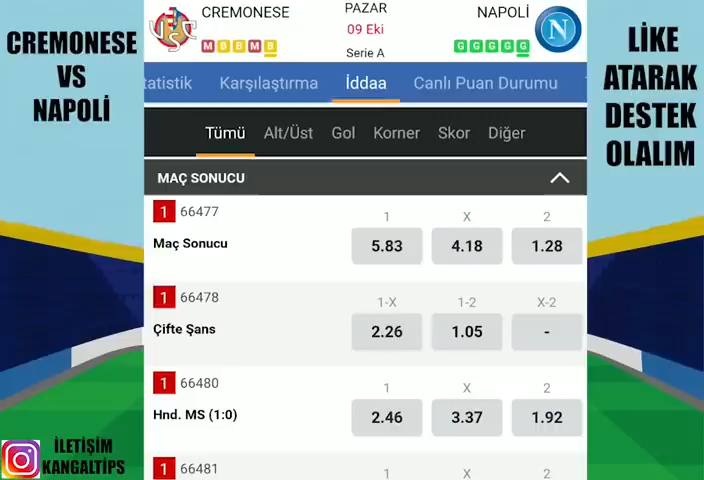 CREMONESE
VS
NAPOLİ
CREMONESE
M B B M B
PAZAR
09 Eki
Serie A
NAPOLİ
G G G G G
LİKE
ATARAK
DESTEK
OLALIM
tatistik Karşılaştırma İddaa Canlı Puan Durumu
Tümü Alt/Üst Gol Korner Skor Diğer
MAÇ SONUCU
1 66477
1 X 2
Maç Sonucu 5.83 4.18 1.28
1 66478
1-X 1-2 X-2
Çifte Şans 2.26 1.05 -
1 66480
1 X 2
Hnd. MS (1:0) 2.46 3.37 1.92
1 66481
1 X 2
İLETİŞİM
KANGALTİPS